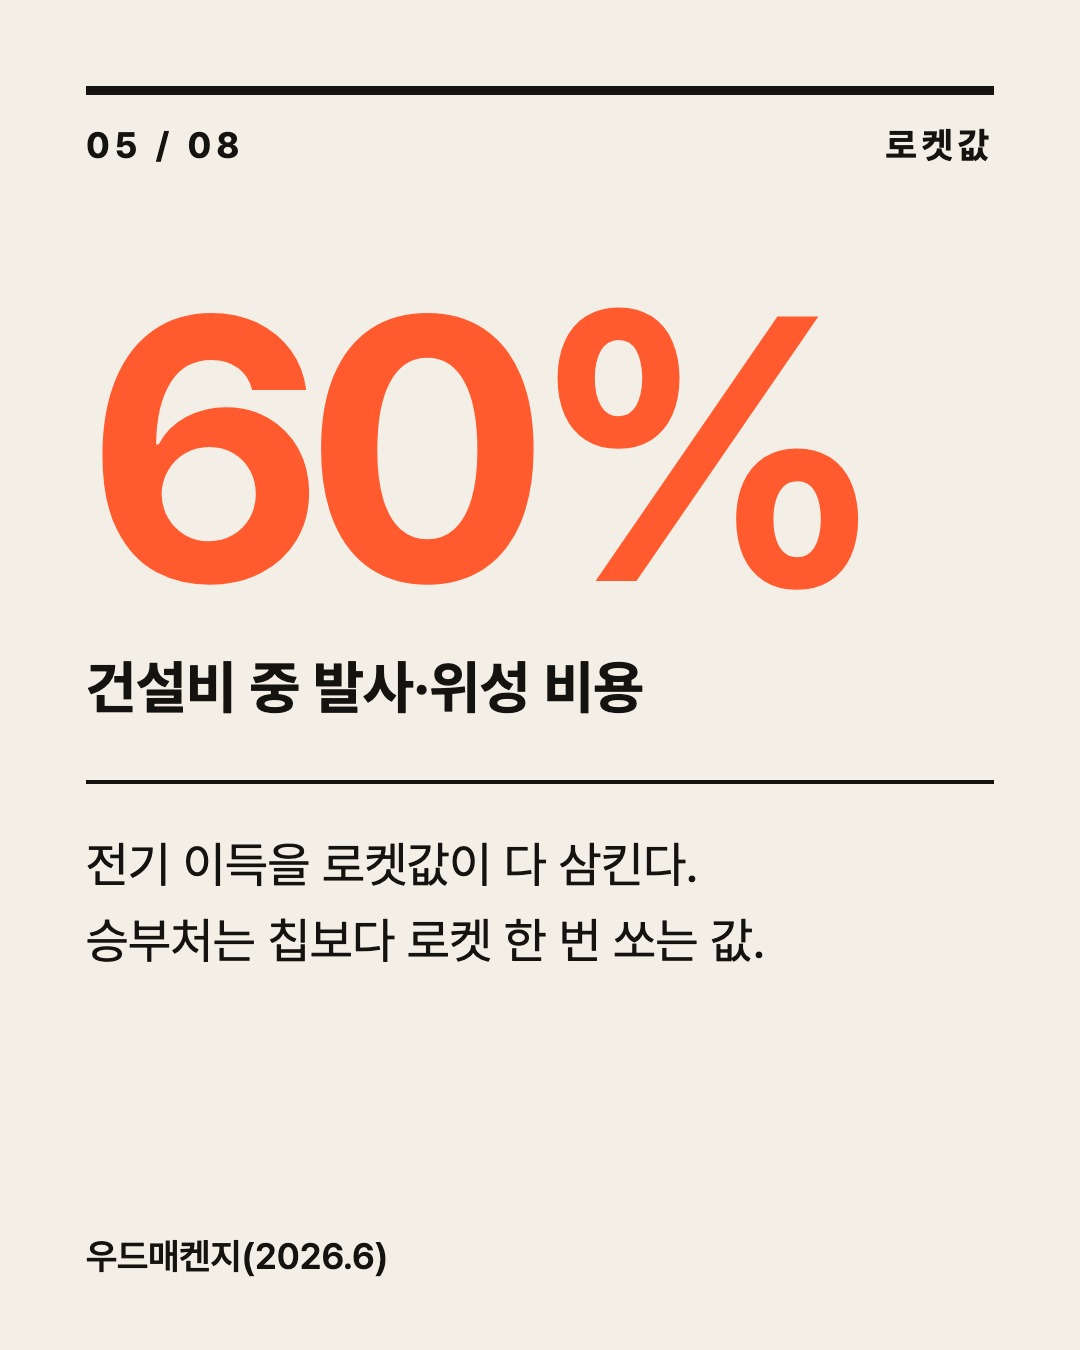 05 / 08
로켓값
60%
건설비 중 발사·위성 비용
전기 이득을 로켓값이 다 삼킨다.
승부처는 칩보다 로켓 한 번 쏘는 값.
우드매켄지(2026.6)